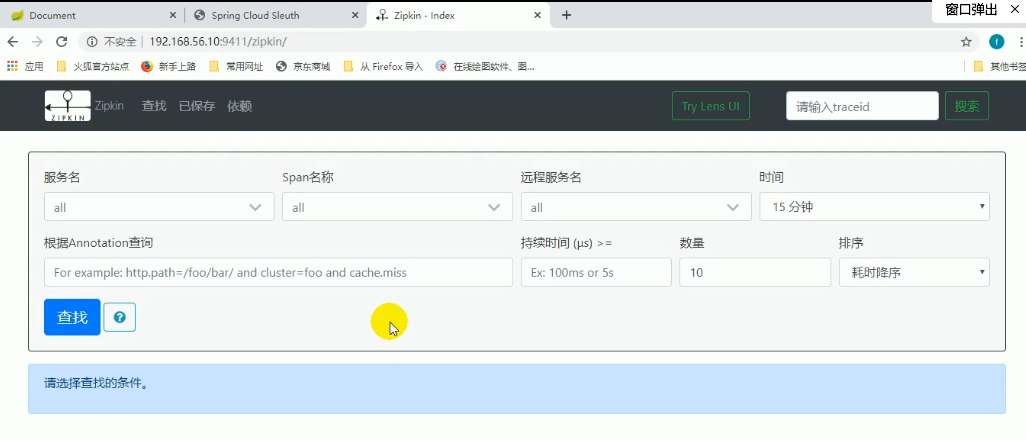 窗口弹出 ×
Document × Spring Cloud Sleuth × Zipkin - Index × +
不安全 | 192.168.56.10:9411/zipkin/ f
应用 火狐官方站点 新手上路 常用网址 京东商城 从 Firefox 导入 在线绘图软件、图... 其他书签
ZIPKIN Zipkin 查找 已保存 依赖 Try Lens UI 请输入traceid 搜索
服务名 Span名称 远程服务名 时间
all all all 15 分钟
根据Annotation查询 持续时间 (μs) >= 数量 排序
For example: http.path=/foo/bar/ and cluster=foo and cache.miss Ex: 100ms or 5s 10 耗时降序
查找 ?
请选择查找的条件。